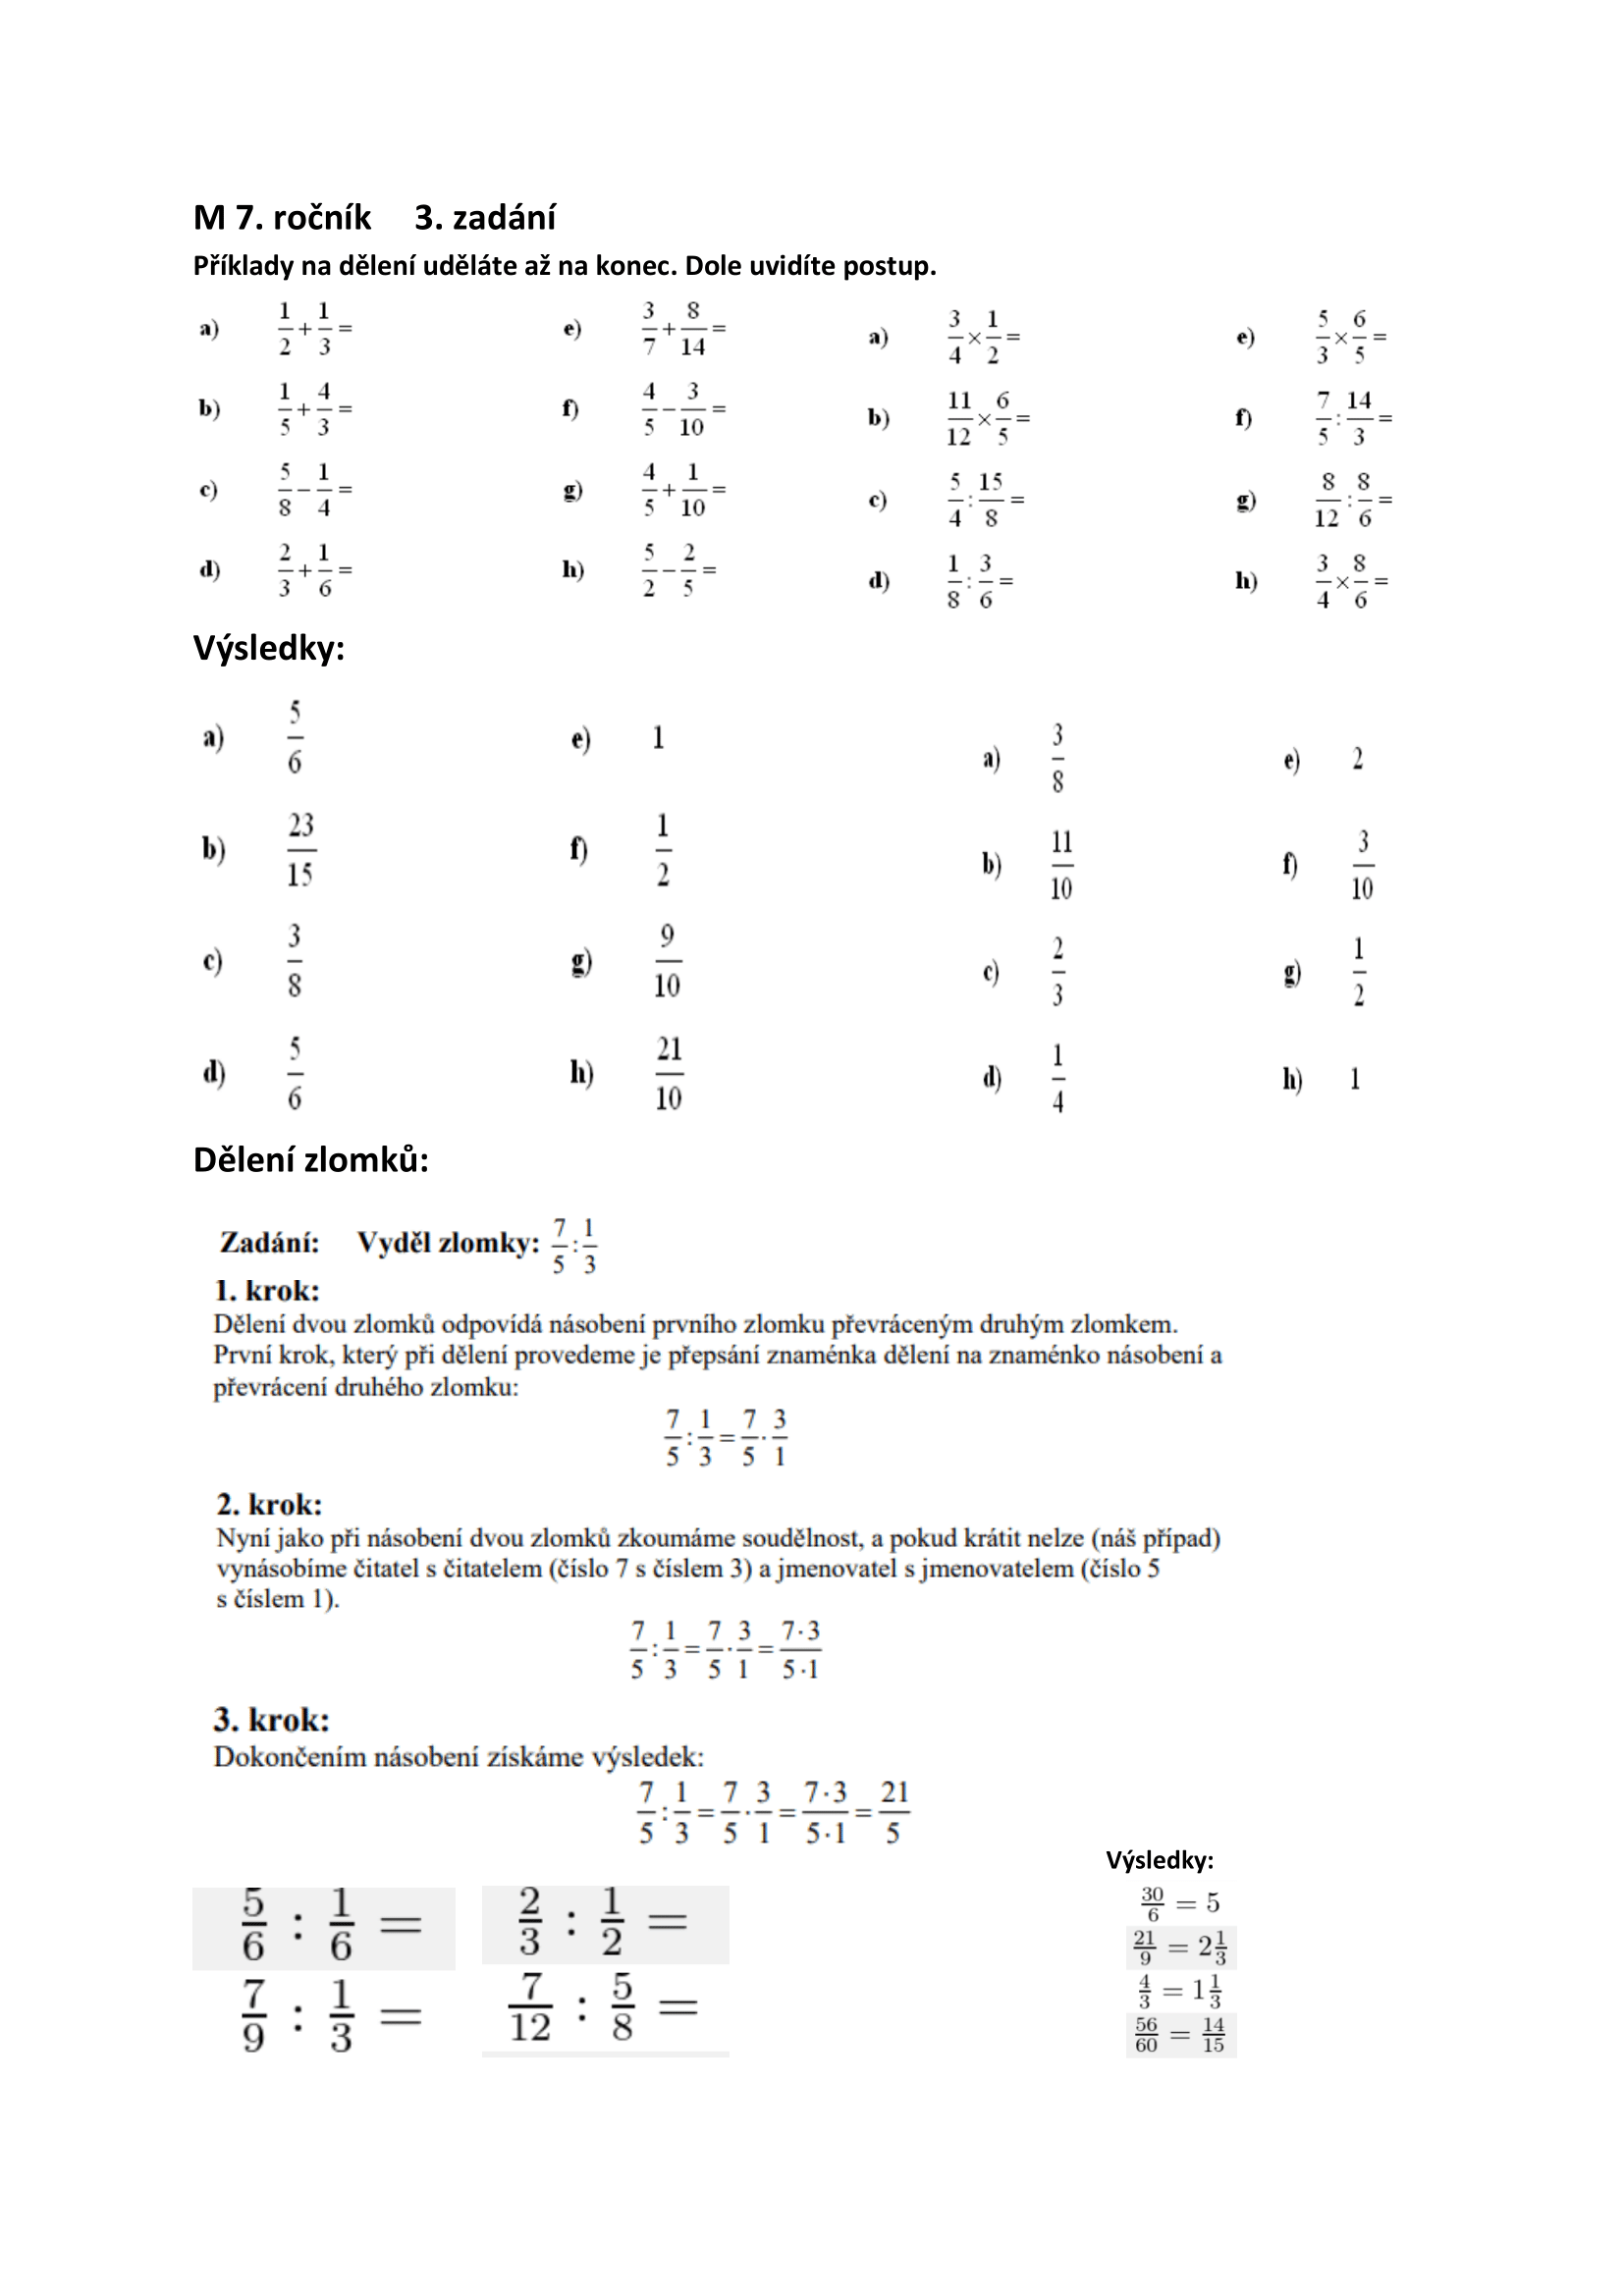 M 7. ročník 3. zadání
Příklady na dělení uděláte až na konec. Dole uvidíte postup.
a) 1/2 + 1/3 = e) 3/7 + 8/14 = a) 3/4 × 1/2 = e) 5/3 × 6/5 =
b) 1/5 + 4/3 = f) 4/5 − 3/10 = b) 11/12 × 6/5 = f) 7/5 : 14/3 =
c) 5/8 − 1/4 = g) 4/5 + 1/10 = c) 5/4 : 15/8 = g) 8/12 : 8/6 =
d) 2/3 + 1/6 = h) 5/2 − 2/5 = d) 1/8 : 3/6 = h) 3/4 × 8/6 =
Výsledky:
a) 5/6 e) 1 a) 3/8 e) 2
b) 23/15 f) 1/2 b) 11/10 f) 3/10
c) 3/8 g) 9/10 c) 2/3 g) 1/2
d) 5/6 h) 21/10 d) 1/4 h) 1
Dělení zlomků:
Zadání: Vyděl zlomky: 7/5 : 1/3
1. krok:
Dělení dvou zlomků odpovídá násobení prvního zlomku převráceným druhým zlomkem.
První krok, který při dělení provedeme je přepsání znaménka dělení na znaménko násobení a
převrácení druhého zlomku:
7/5 : 1/3 = 7/5 · 3/1
2. krok:
Nyní jako při násobení dvou zlomků zkoumáme soudělnost, a pokud krátit nelze (náš případ)
vynásobíme čitatel s čitatelem (číslo 7 s číslem 3) a jmenovatel s jmenovatelem (číslo 5
s číslem 1).
7/5 : 1/3 = 7/5 · 3/1 = 7·3/5·1
3. krok:
Dokončením násobení získáme výsledek:
7/5 : 1/3 = 7/5 · 3/1 = 7·3/5·1 = 21/5
Výsledky:
5/6 : 1/6 = 2/3 : 1/2 =
7/9 : 1/3 = 7/12 : 5/8 =
30/6 = 5
21/9 = 2 1/3
4/3 = 1 1/3
56/60 = 14/15